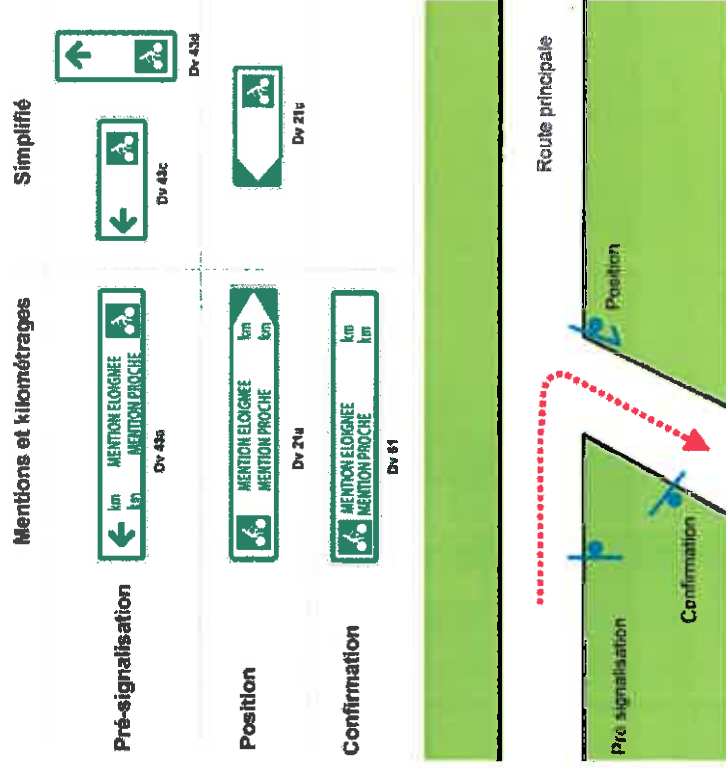 Mentions et kilométrages
Simplifié
Pré-signalisation
km MENTION ELOIGNEE
km MENTION PROCHE
Dv 43a
Dv 43c
Dv 43d
Position
MENTION ELOIGNEE km
MENTION PROCHE km
Dv 21a
Dv 21c
Confirmation
MENTION ELOIGNEE km
MENTION PROCHE km
Dv 61
Route principale
Pré signalisation
Position
Confirmation